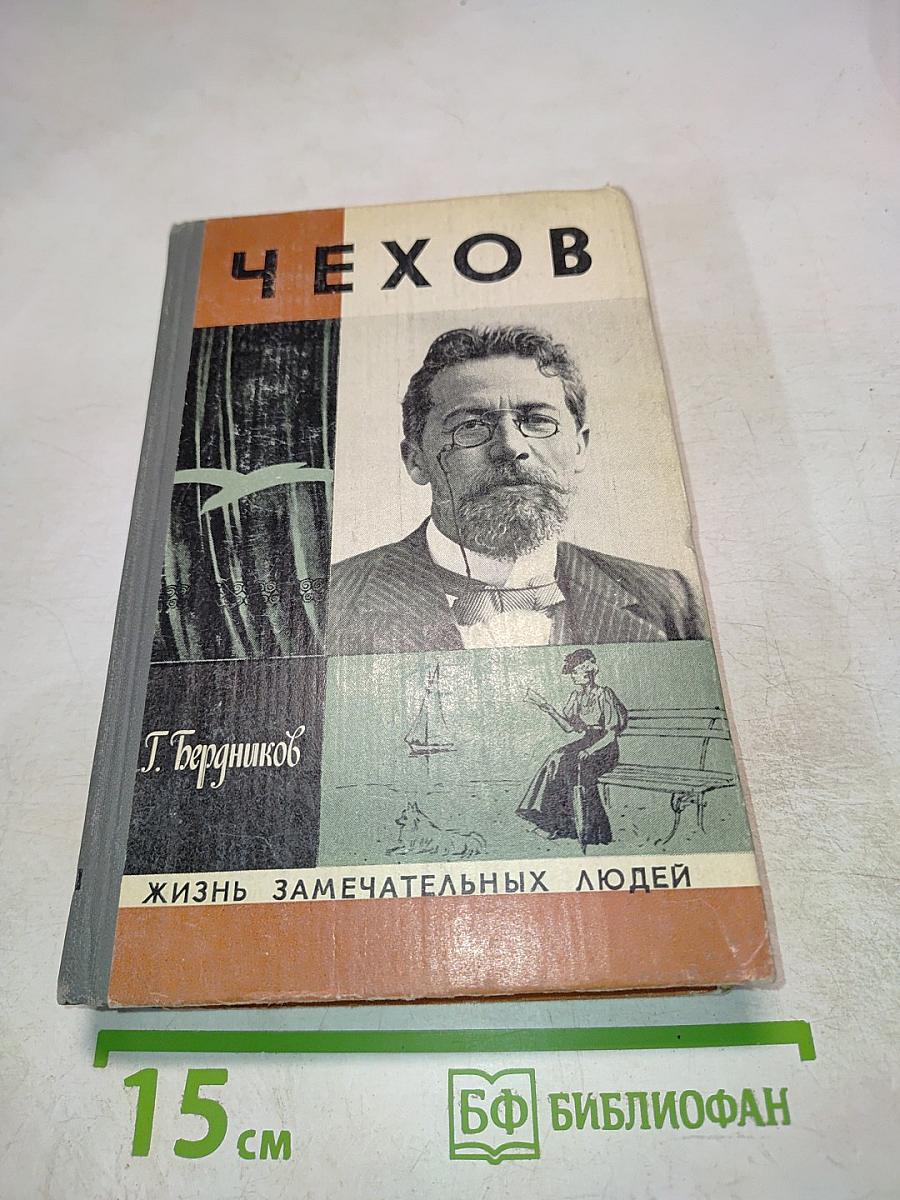 ЧЕХОВ
Г. Бердников
ЖИЗНЬ ЗАМЕЧАТЕЛЬНЫХ ЛЮДЕЙ
15 см
БФ БИБЛИОФАН